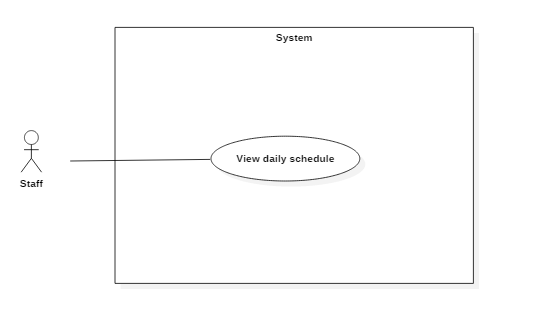 System
View daily schedule
Staff